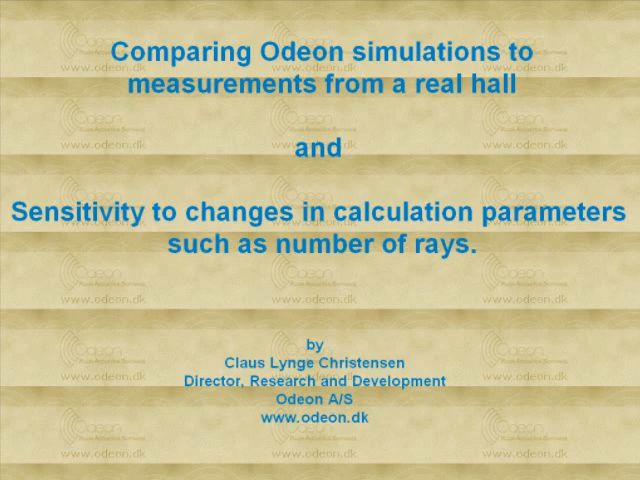 Comparing Odeon simulations to
measurements from a real hall
and
Sensitivity to changes in calculation parameters
such as number of rays.
by
Claus Lynge Christensen
Director, Research and Development
Odeon A/S
www.odeon.dk